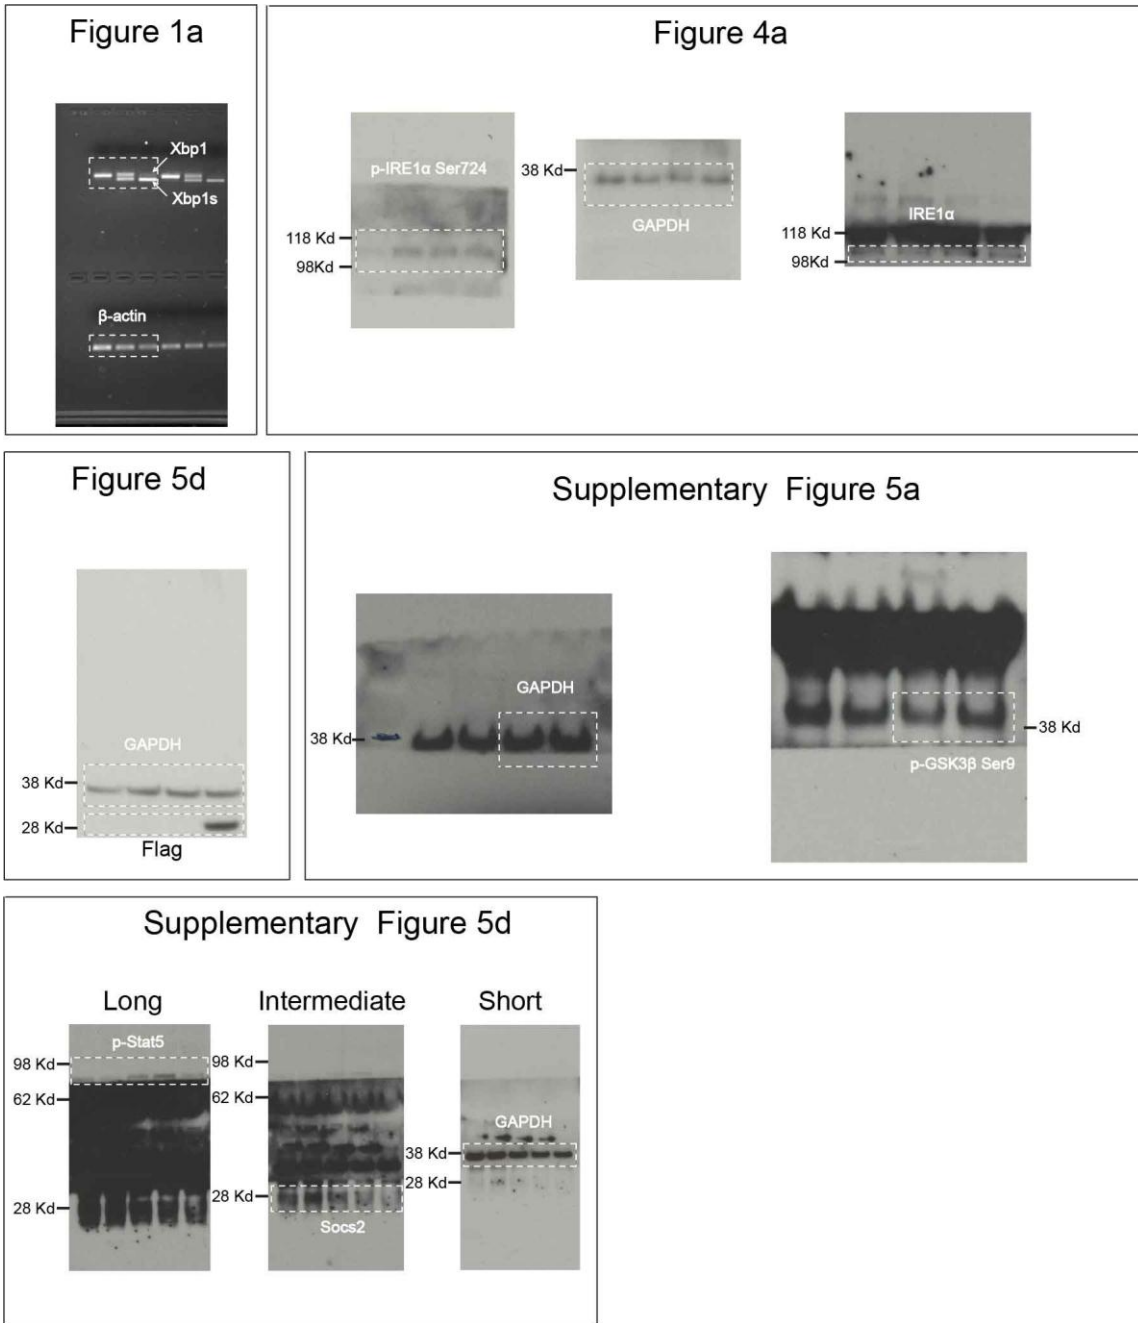 Figure 1a
Xbp1
Xbp1s
β-actin
Figure 4a
p-IRE1α Ser724
118 Kd
98Kd
38 Kd
GAPDH
IRE1α
118 Kd
98Kd
Figure 5d
GAPDH
38 Kd
28 Kd
Flag
Supplementary Figure 5a
GAPDH
38 Kd
38 Kd
p-GSK3β Ser9
Supplementary Figure 5d
Long
p-Stat5
98 Kd
62 Kd
28 Kd
Intermediate
98 Kd
62 Kd
28 Kd
Socs2
Short
GAPDH
38 Kd
28 Kd